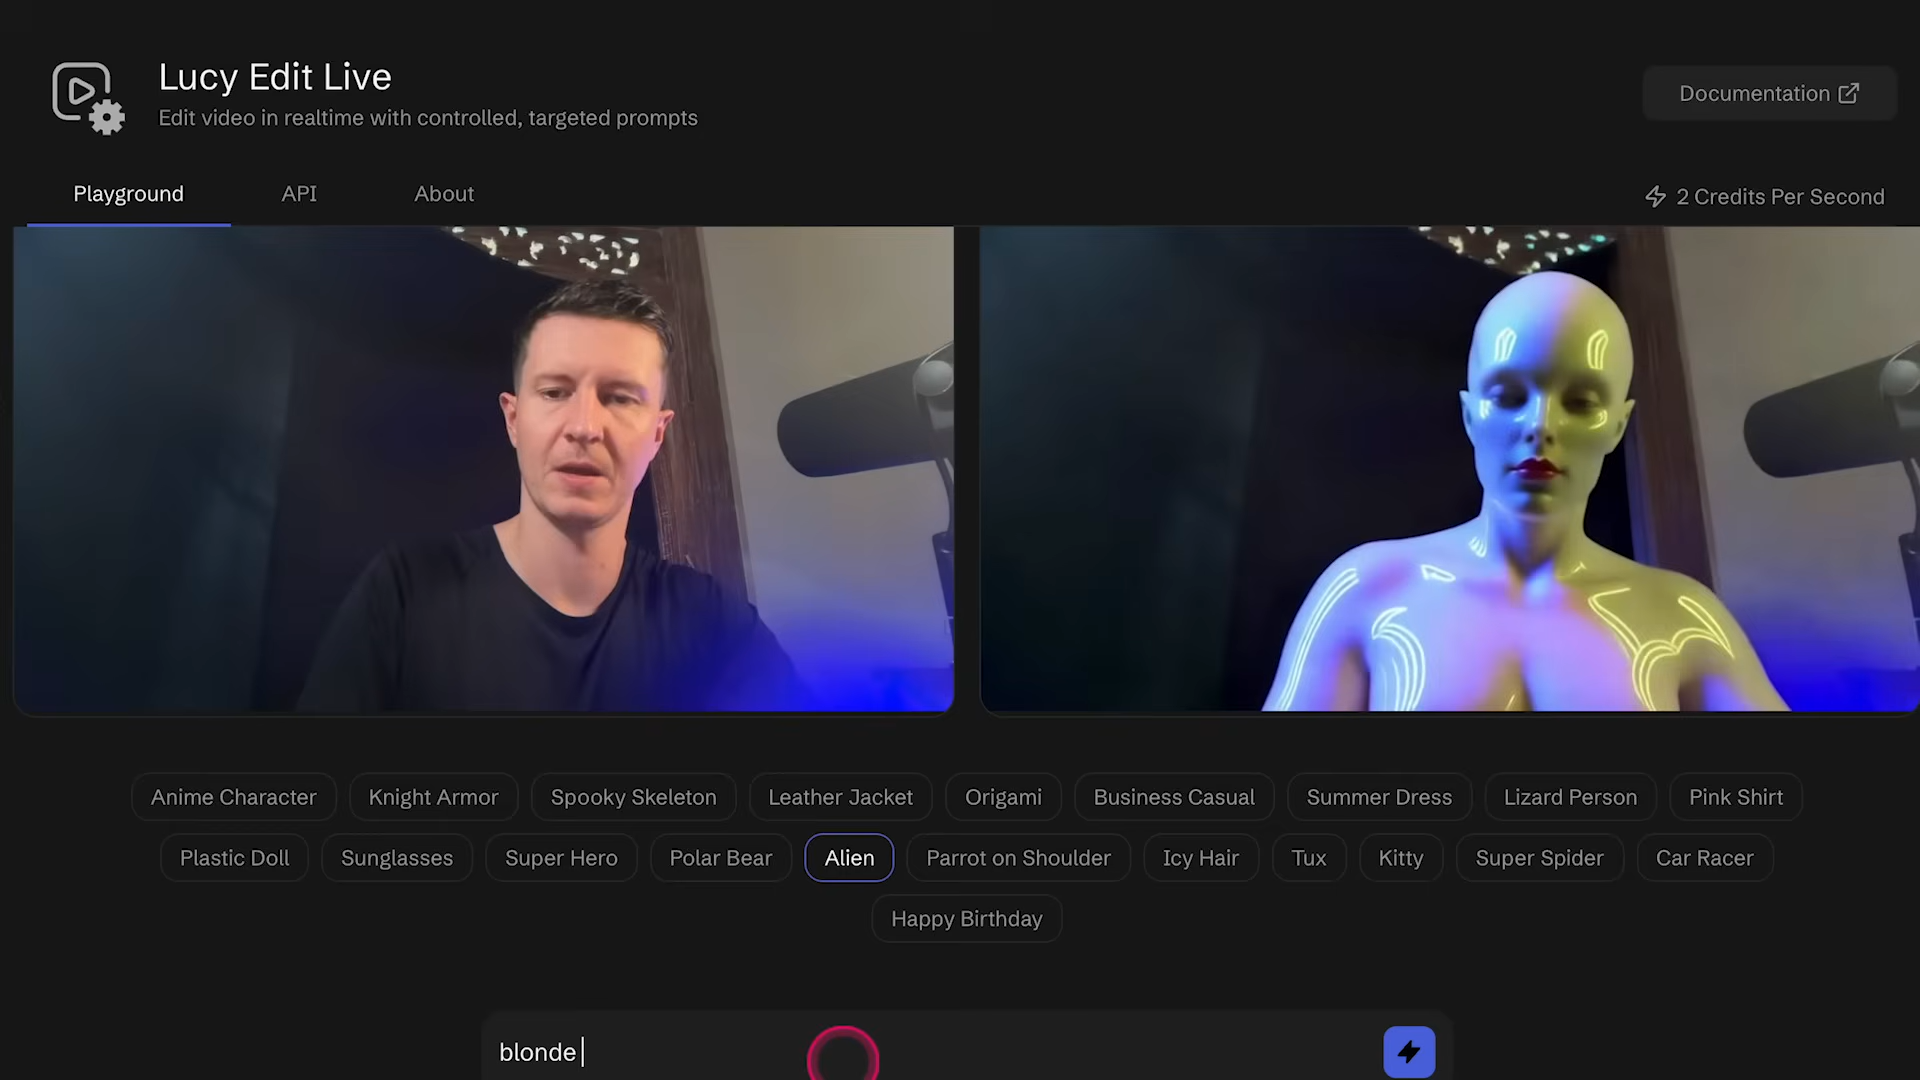 Lucy Edit Live
Edit video in realtime with controlled, targeted prompts
Documentation
Playground API About
2 Credits Per Second
Anime Character Knight Armor Spooky Skeleton Leather Jacket Origami Business Casual Summer Dress Lizard Person Pink Shirt
Plastic Doll Sunglasses Super Hero Polar Bear Alien Parrot on Shoulder Icy Hair Tux Kitty Super Spider Car Racer
Happy Birthday
blonde